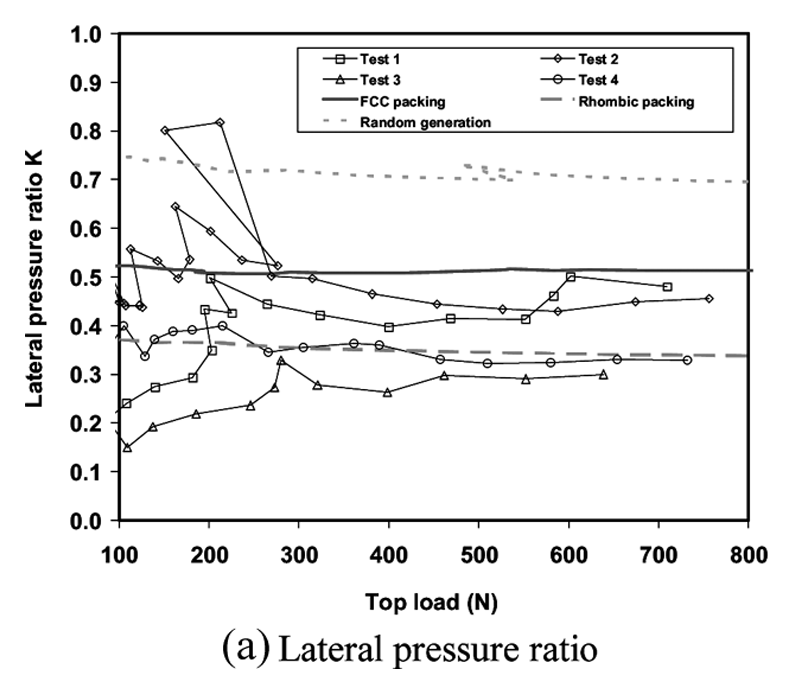 1.0
0.9
0.8
0.7
0.6
0.5
0.4
0.3
0.2
0.1
0.0
Lateral pressure ratio K
Test 1 Test 2
Test 3 Test 4
FCC packing Rhombic packing
Random generation
100 200 300 400 500 600 700 800
Top load (N)
(a) Lateral pressure ratio